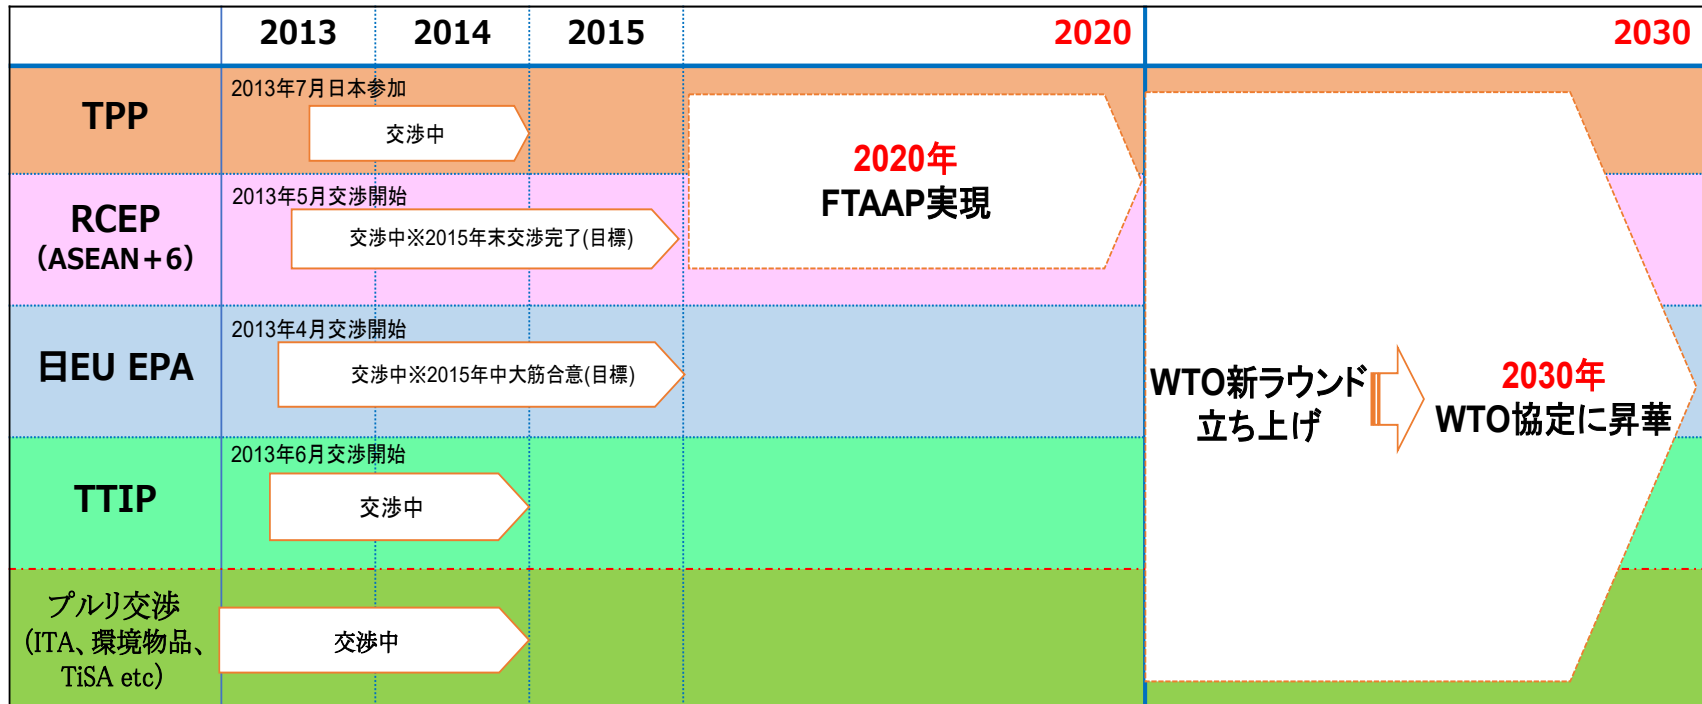 2013
2014
2015
2020
2030
TPP
2013年7月日本参加
交渉中
RCEP
(ASEAN+6)
2013年5月交渉開始
交渉中※2015年末交渉完了(目標)
2020年
FTAAP実現
日EU EPA
2013年4月交渉開始
交渉中※2015年中大筋合意(目標)
WTO新ラウンド
立ち上げ
2030年
WTO協定に昇華
TTIP
2013年6月交渉開始
交渉中
プルリ交渉
(ITA、環境物品、
TiSA etc)
交渉中